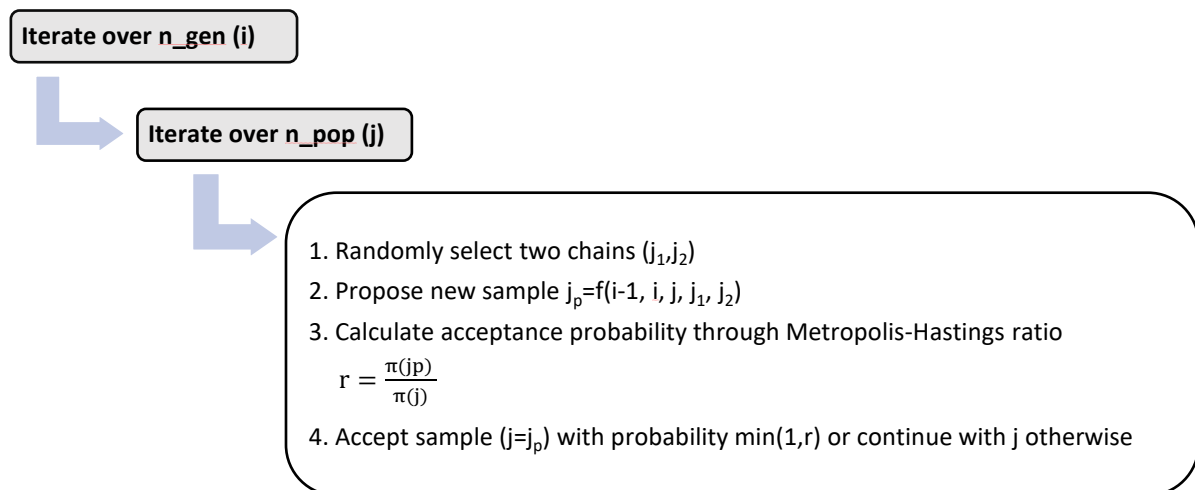 Iterate over n_gen (i)
Iterate over n_pop (j)
1. Randomly select two chains (j₁,j₂)
2. Propose new sample jₚ=f(i-1, i, j, j₁, j₂)
3. Calculate acceptance probability through Metropolis-Hastings ratio
r = π(jp)/π(j)
4. Accept sample (j=jₚ) with probability min(1,r) or continue with j otherwise